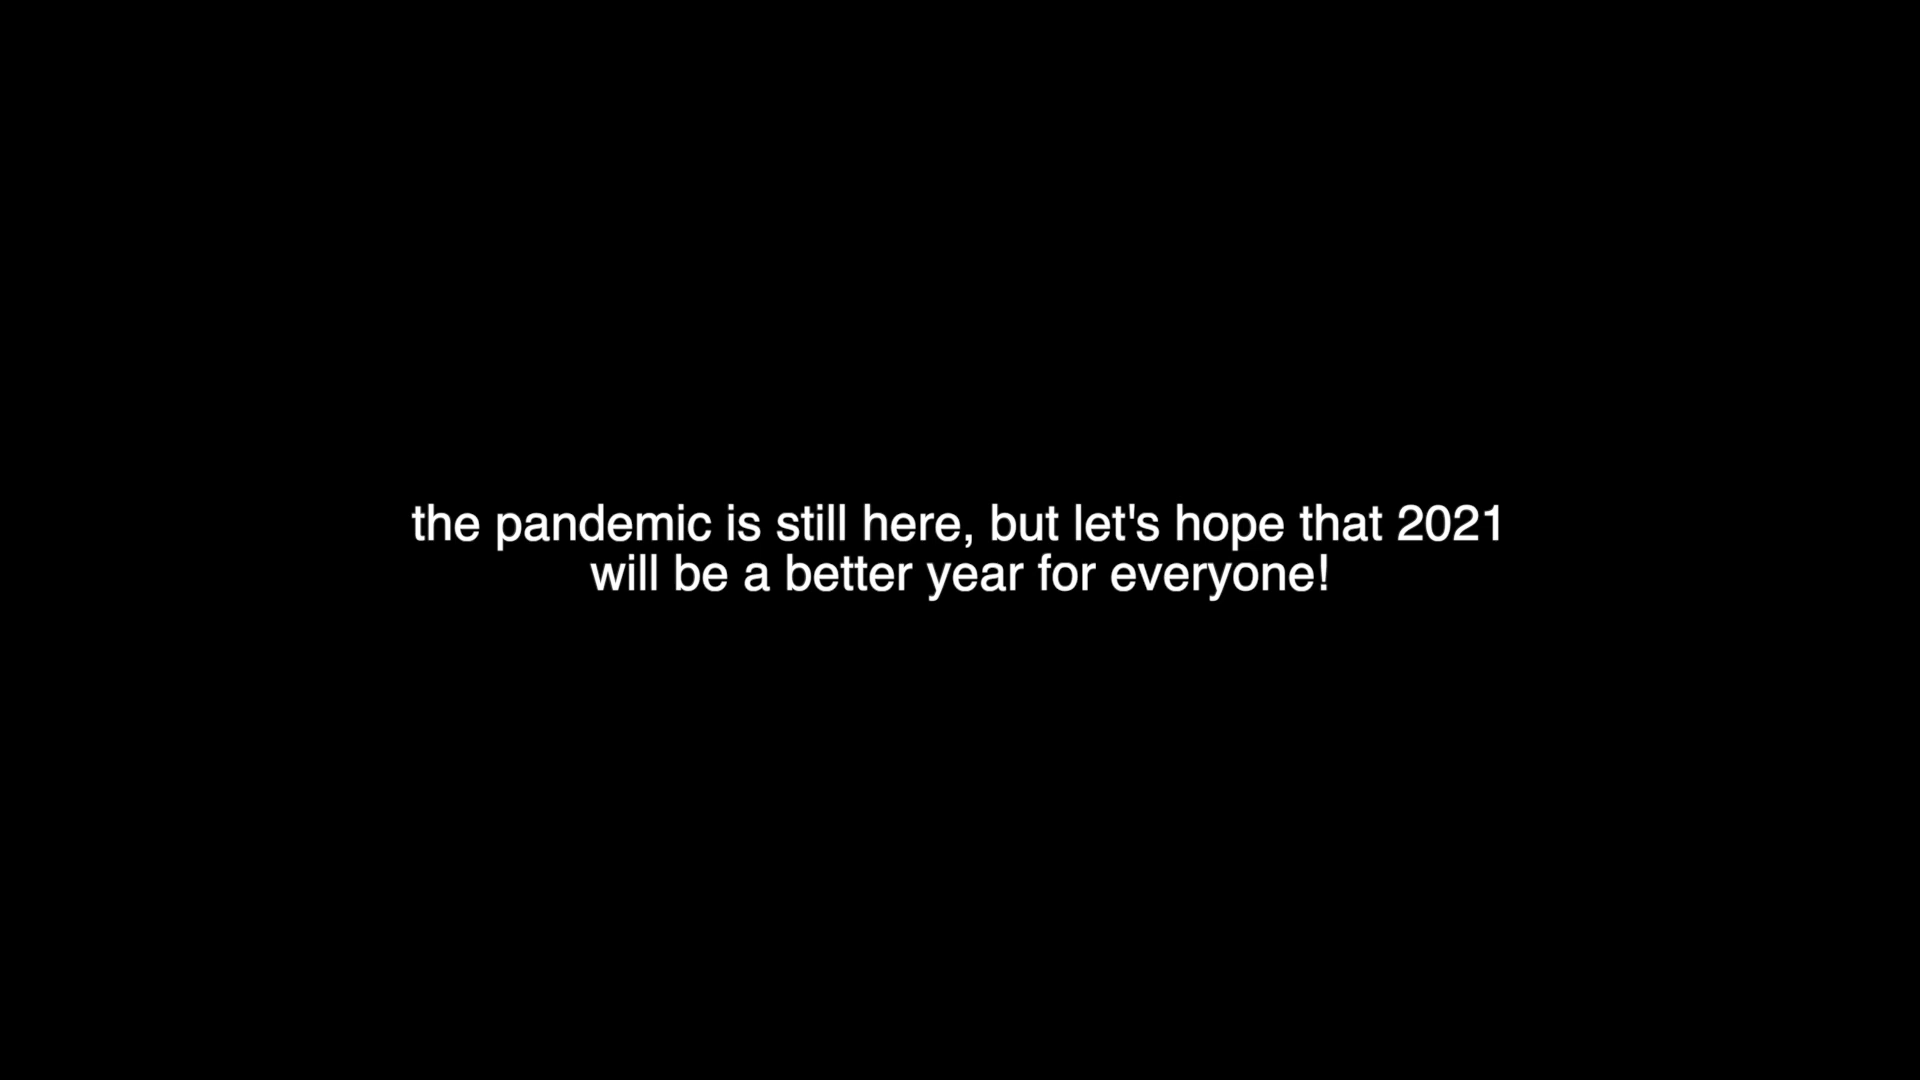 the pandemic is still here, but let's hope that 2021
will be a better year for everyone!